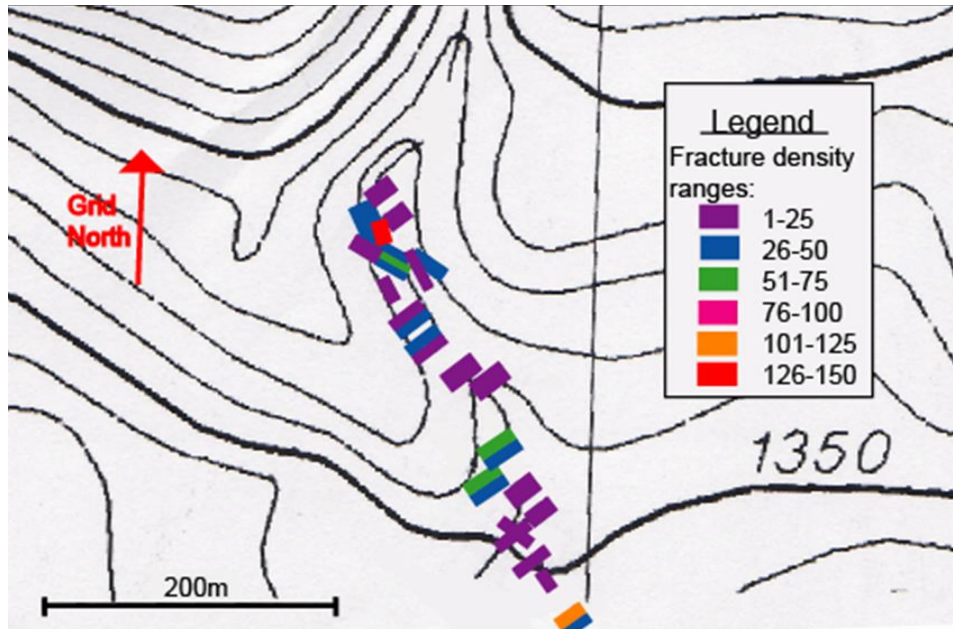 Legend
Fracture density
ranges:
1-25
26-50
51-75
76-100
101-125
126-150
Grid
North
1350
200m